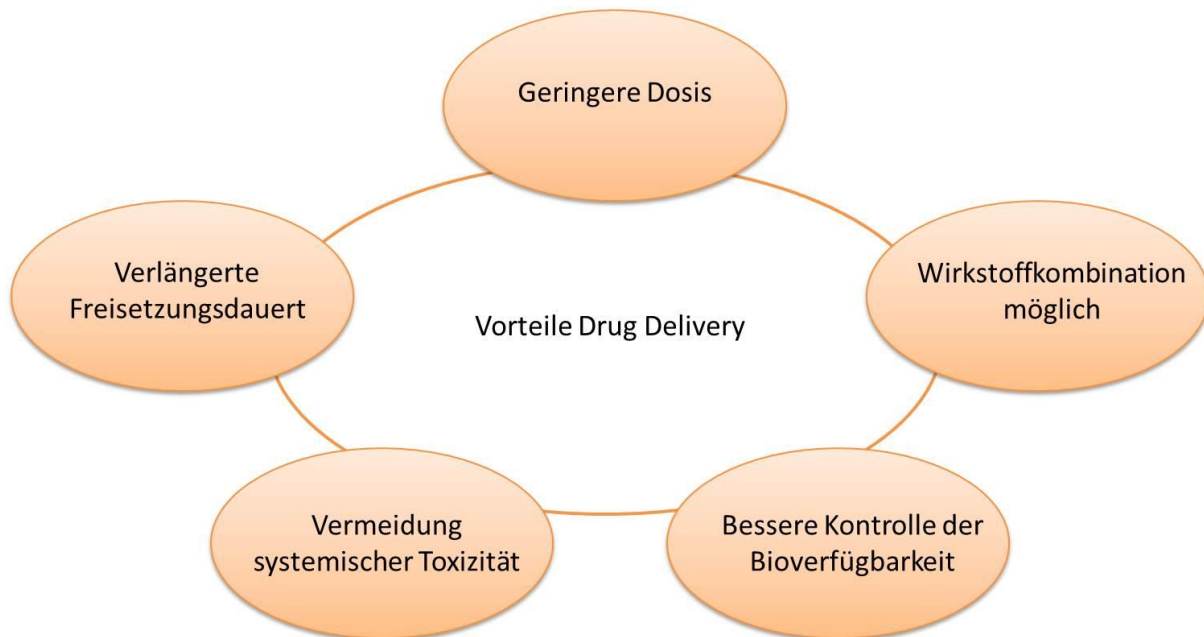 Geringere Dosis
Verlängerte
Freisetzungsdauert
Wirkstoffkombination
möglich
Vorteile Drug Delivery
Vermeidung
systemischer Toxizität
Bessere Kontrolle der
Bioverfügbarkeit